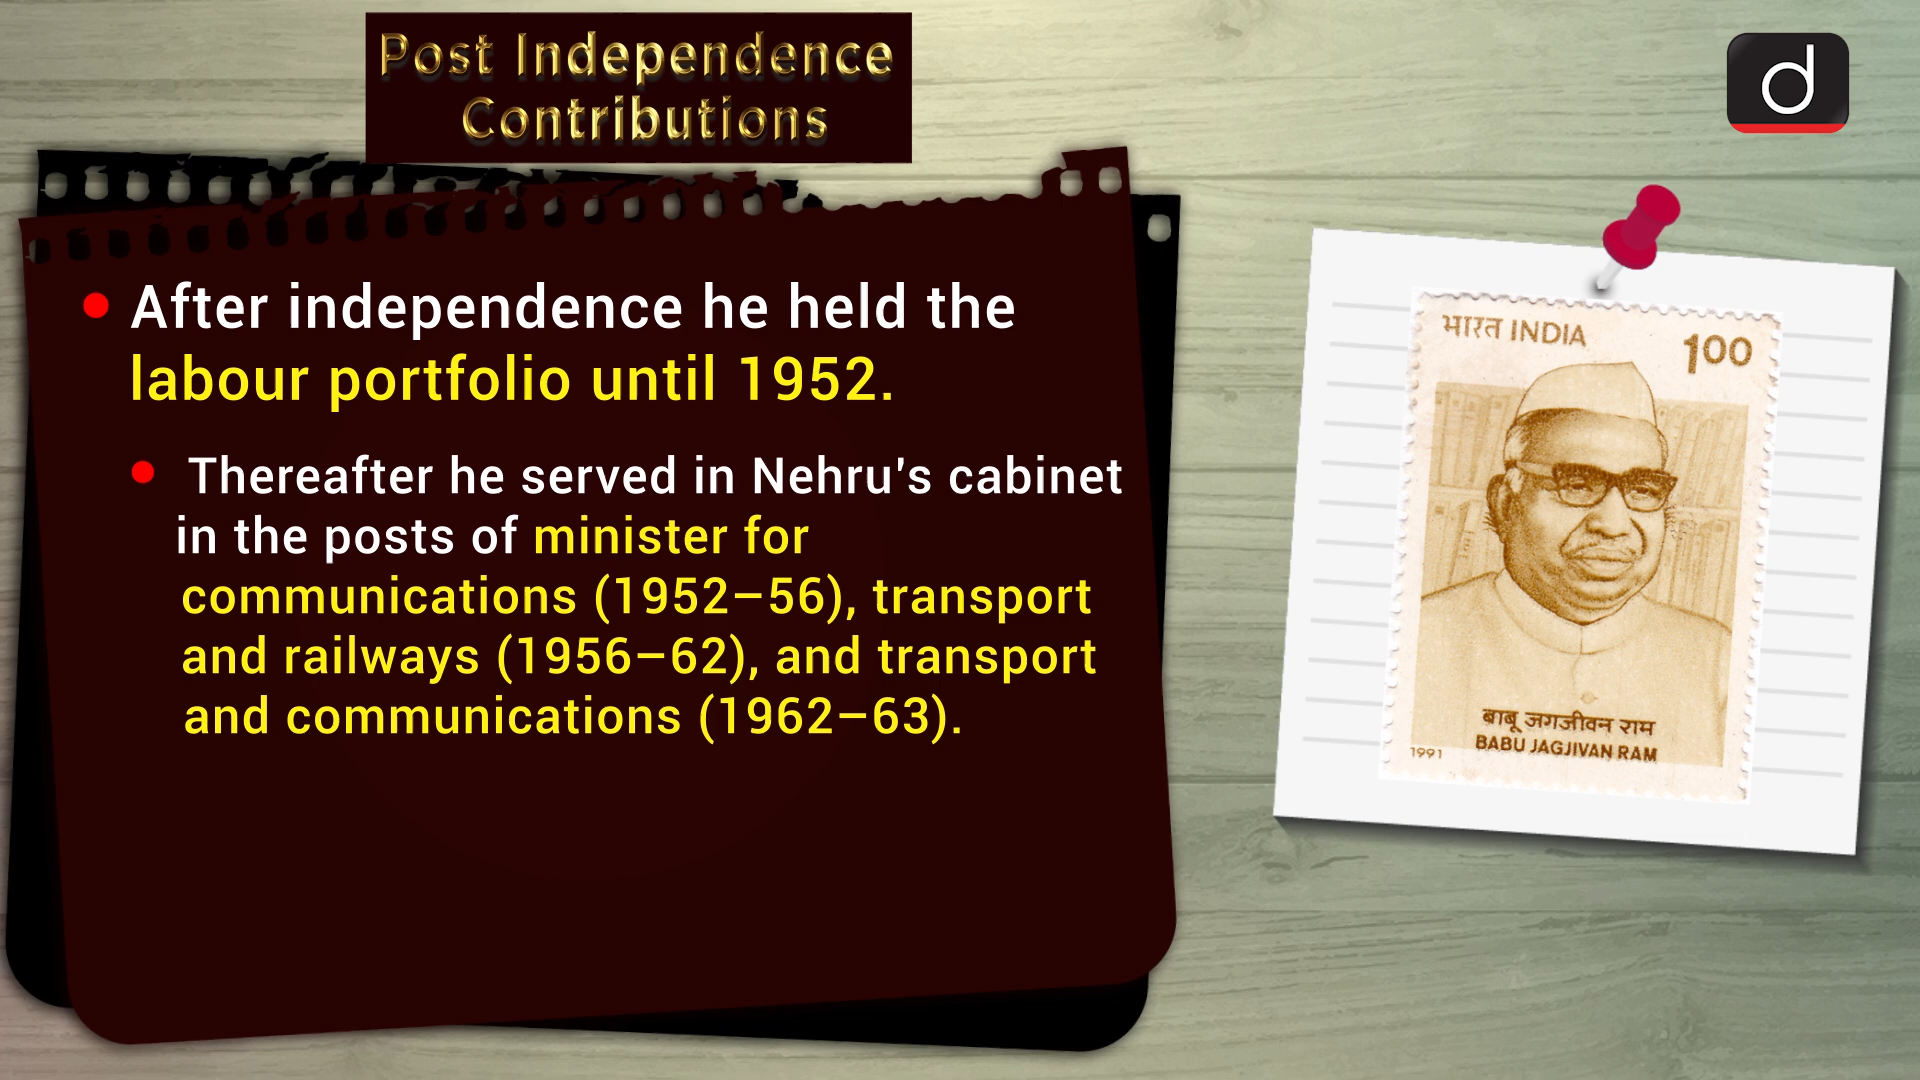 Post Independence
Contributions
After independence he held the
labour portfolio until 1952.
Thereafter he served in Nehru's cabinet
in the posts of minister for
communications (1952–56), transport
and railways (1956–62), and transport
and communications (1962–63).
d
भारत INDIA
100
बाबू जगजीवन राम
BABU JAGJIVAN RAM
1991